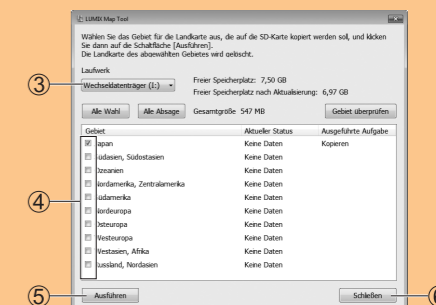 LUMIX Map Tool
Wählen Sie das Gebiet für die Landkarte aus, die auf die SD-Karte kopiert werden soll, und klicken
Sie dann auf die Schaltfläche [Ausführen].
Die Landkarte des abgewählten Gebietes wird gelöscht.
Laufwerk
③ Wechseldatenträger (I:)
Freier Speicherplatz: 7,50 GB
Freier Speicherplatz nach Aktualisierung: 6,97 GB
Alle Wahl Alle Absage Gesamtgröße 547 MB Gebiet überprüfen
Gebiet Aktueller Status Ausgeführte Aufgabe
Japan Keine Daten Kopieren
Südasien, Südostasien Keine Daten
Ozeanien Keine Daten
Nordamerika, Zentralamerika Keine Daten
④ Südamerika Keine Daten
Nordeuropa Keine Daten
Osteuropa Keine Daten
Westeuropa Keine Daten
Westasien, Afrika Keine Daten
Russland, Nordasien Keine Daten
⑤ Ausführen Schließen ⑥